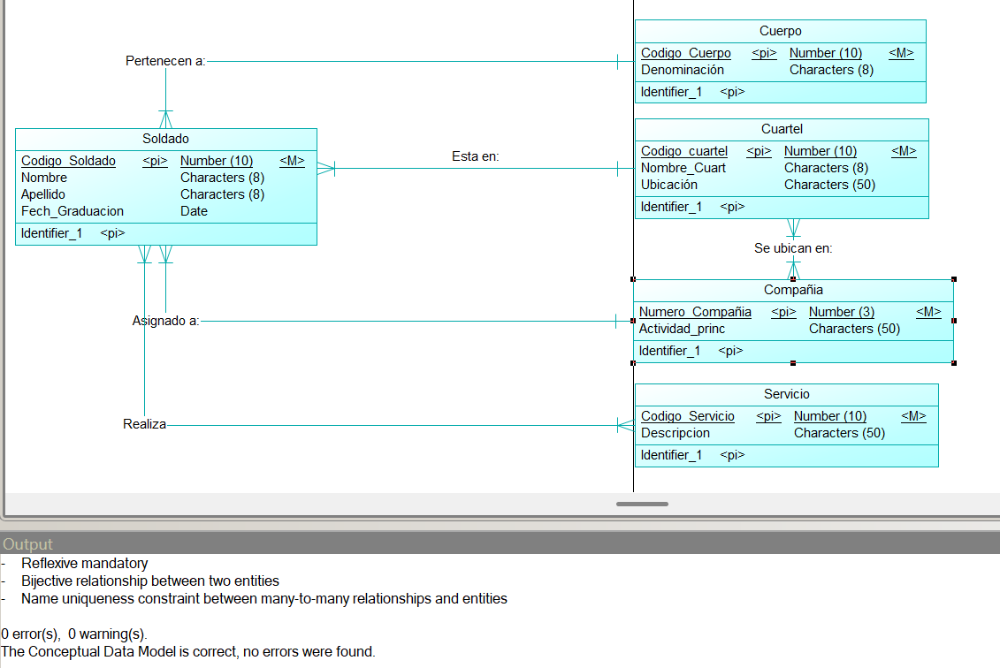 Cuerpo
Codigo_Cuerpo <pi> Number (10) <M>
Denominación Characters (8)
Identifier_1 <pi>
Pertenecen a:
Soldado
Codigo_Soldado <pi> Number (10) <M>
Nombre Characters (8)
Apellido Characters (8)
Fech_Graduacion Date
Identifier_1 <pi>
Esta en:
Cuartel
Codigo_cuartel <pi> Number (10) <M>
Nombre_Cuart Characters (8)
Ubicación Characters (50)
Identifier_1 <pi>
Se ubican en:
Compañia
Numero_Compañia <pi> Number (3) <M>
Actividad_princ Characters (50)
Identifier_1 <pi>
Asignado a:
Servicio
Codigo_Servicio <pi> Number (10) <M>
Descripcion Characters (50)
Identifier_1 <pi>
Realiza
Output
- Reflexive mandatory
- Bijective relationship between two entities
- Name uniqueness constraint between many-to-many relationships and entities
0 error(s), 0 warning(s).
The Conceptual Data Model is correct, no errors were found.